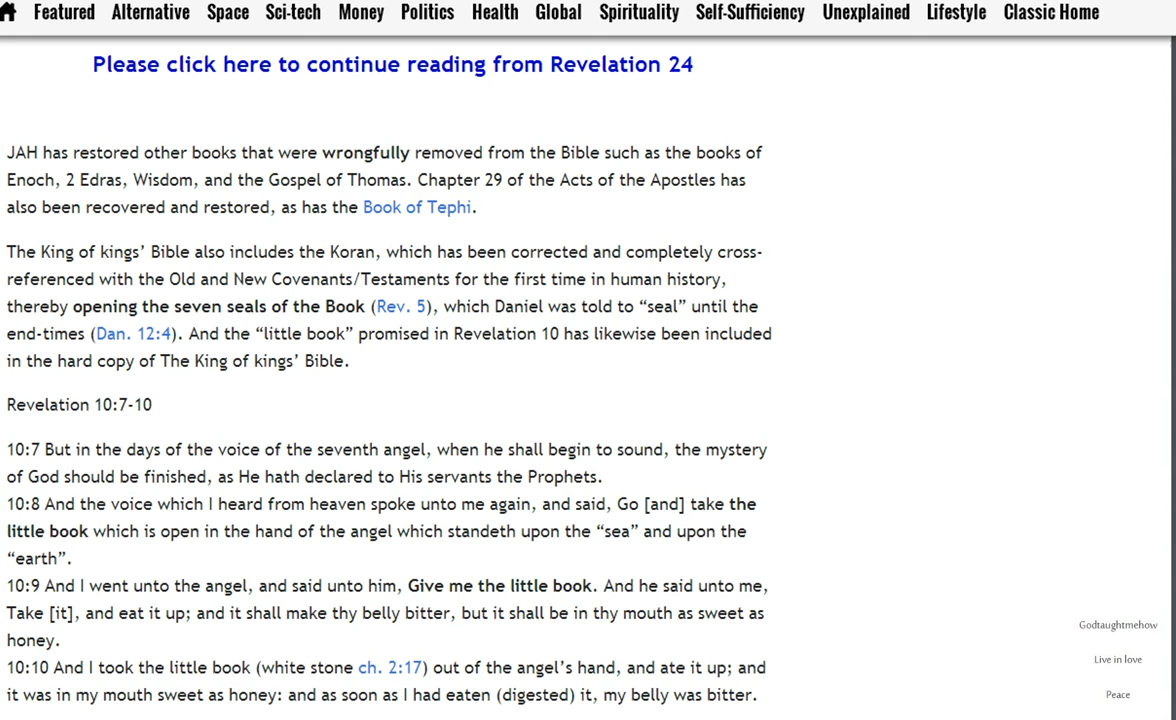 Featured Alternative Space Sci-tech Money Politics Health Global Spirituality Self-Sufficiency Unexplained Lifestyle Classic Home
Please click here to continue reading from Revelation 24
JAH has restored other books that were wrongfully removed from the Bible such as the books of
Enoch, 2 Edras, Wisdom, and the Gospel of Thomas. Chapter 29 of the Acts of the Apostles has
also been recovered and restored, as has the Book of Tephi.
The King of kings’ Bible also includes the Koran, which has been corrected and completely cross-
referenced with the Old and New Covenants/Testaments for the first time in human history,
thereby opening the seven seals of the Book (Rev. 5), which Daniel was told to “seal” until the
end-times (Dan. 12:4). And the “little book” promised in Revelation 10 has likewise been included
in the hard copy of The King of kings’ Bible.
Revelation 10:7-10
10:7 But in the days of the voice of the seventh angel, when he shall begin to sound, the mystery
of God should be finished, as He hath declared to His servants the Prophets.
10:8 And the voice which I heard from heaven spoke unto me again, and said, Go [and] take the
little book which is open in the hand of the angel which standeth upon the “sea” and upon the
“earth”.
10:9 And I went unto the angel, and said unto him, Give me the little book. And he said unto me,
Take [it], and eat it up; and it shall make thy belly bitter, but it shall be in thy mouth as sweet as
honey.
10:10 And I took the little book (white stone ch. 2:17) out of the angel’s hand, and ate it up; and
it was in my mouth sweet as honey: and as soon as I had eaten (digested) it, my belly was bitter.
Godtaughtmehow
Live in love
Peace